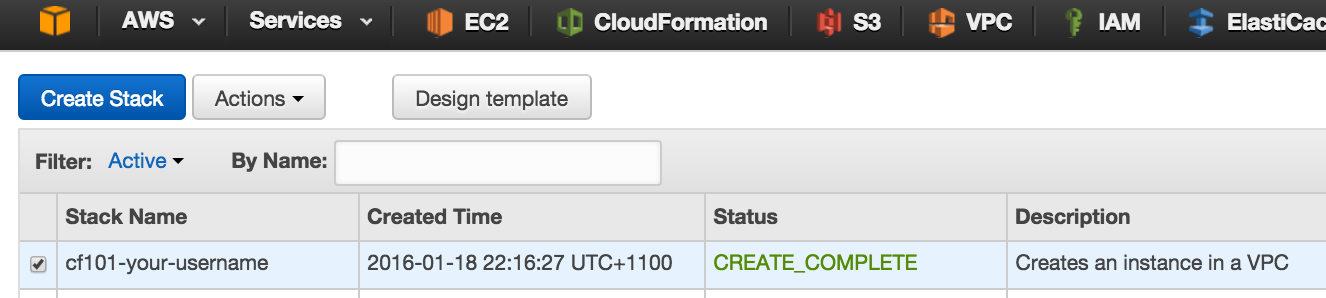 AWS Services EC2 CloudFormation S3 VPC IAM ElastiCac
Create Stack Actions Design template
Filter: Active By Name:
Stack Name Created Time Status Description
cf101-your-username 2016-01-18 22:16:27 UTC+1100 CREATE_COMPLETE Creates an instance in a VPC